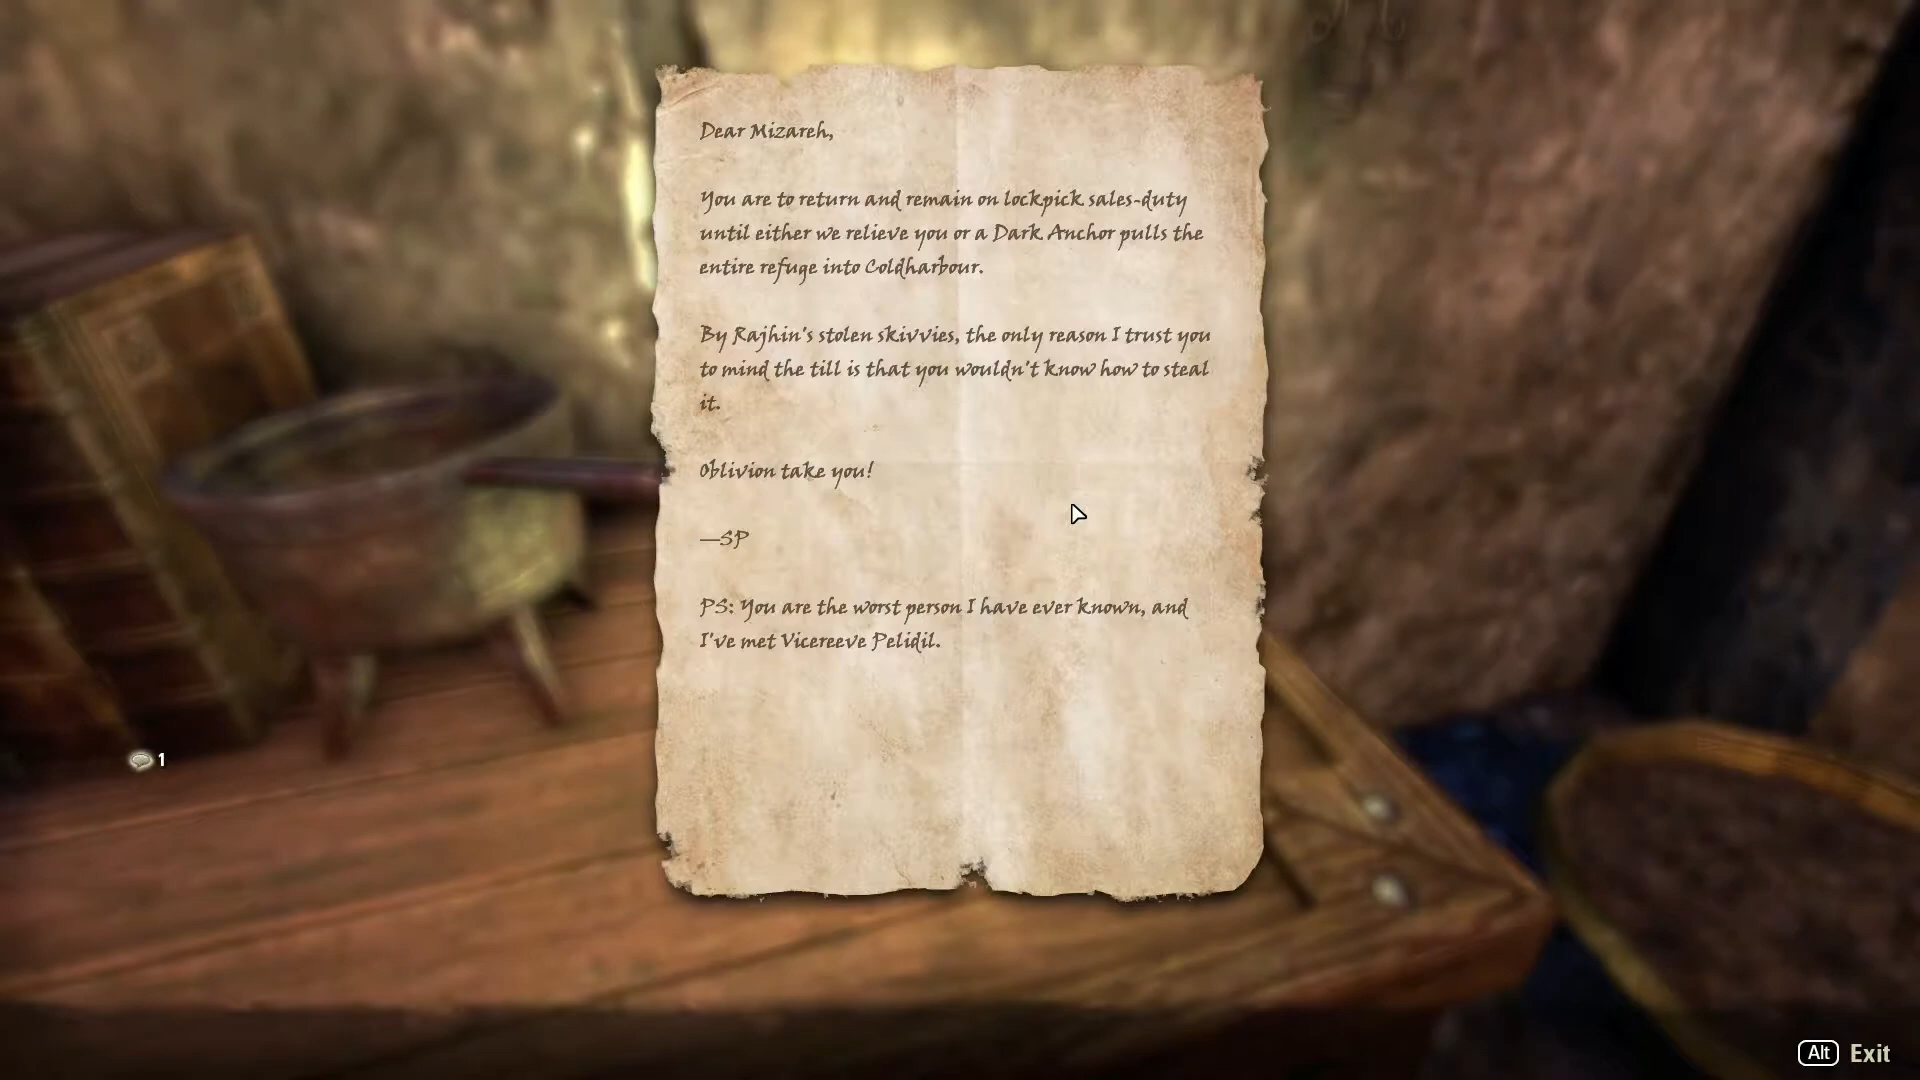 Dear Mizareh,
You are to return and remain on lockpick sales-duty
until either we relieve you or a Dark Anchor pulls the
entire refuge into Coldharbour.
By Rajhin's stolen skivvies, the only reason I trust you
to mind the till is that you wouldn't know how to steal
it.
Oblivion take you!
—SP
PS: You are the worst person I have ever known, and
I've met Vicereeve Pelidil.
1
Alt Exit